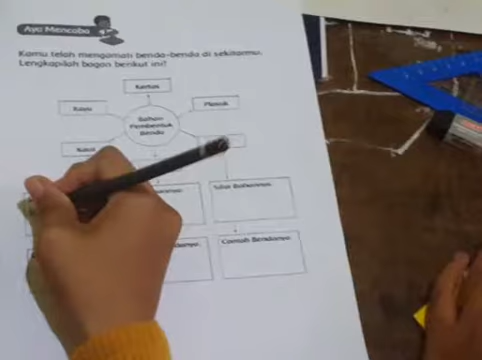 Ayo Mencoba
Kamu telah mengamati benda-benda di sekitarmu.
Lengkapilah bagan berikut ini!
Kertas
Kayu
Plastik
Bahan
Pembentuk
Benda
Kaca
Sifat Bahannya:
Contoh Bendanya: